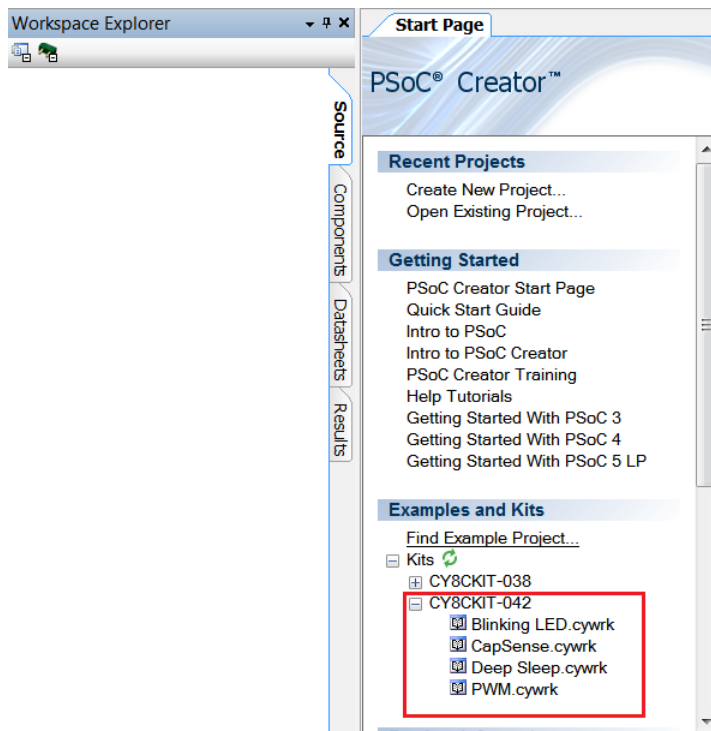 Workspace Explorer
Source
Components
Datasheets
Results
Start Page
PSoC® Creator™
Recent Projects
Create New Project...
Open Existing Project...
Getting Started
PSoC Creator Start Page
Quick Start Guide
Intro to PSoC
Intro to PSoC Creator
PSoC Creator Training
Help Tutorials
Getting Started With PSoC 3
Getting Started With PSoC 4
Getting Started With PSoC 5 LP
Examples and Kits
Find Example Project...
Kits
CY8CKIT-038
CY8CKIT-042
Blinking LED.cywrk
CapSense.cywrk
Deep Sleep.cywrk
PWM.cywrk